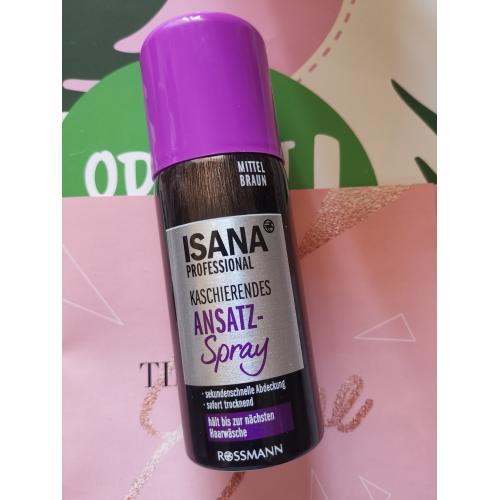 MITTEL
BRAUN
ISANA
PROFESSIONAL
KASCHIERENDES
ANSATZ-
Spray
· sekundenschnelle Abdeckung
· sofort trocknend
hält bis zur nächsten
Haarwäsche
ROSSMANN